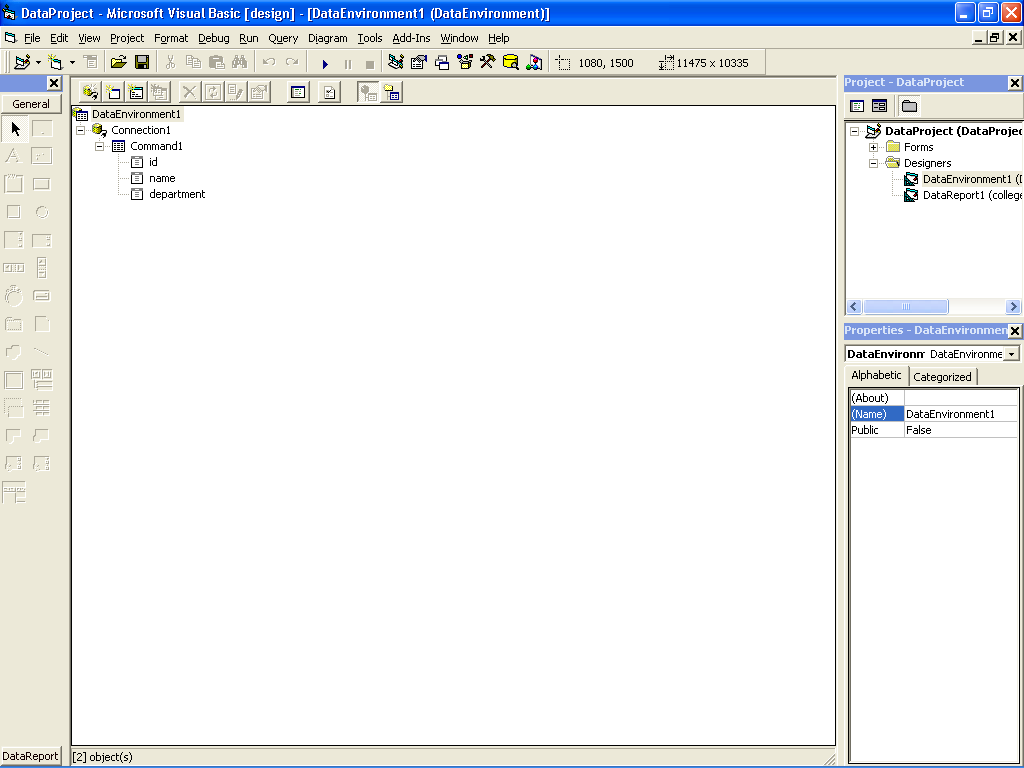 DataProject - Microsoft Visual Basic [design] - [DataEnvironment1 (DataEnvironment)]
File Edit View Project Format Debug Run Query Diagram Tools Add-Ins Window Help
1080, 1500 11475 x 10335
General
DataEnvironment1
Connection1
Command1
id
name
department
DataReport
[2] object(s)
Project - DataProject
DataProject (DataProjec
Forms
Designers
DataEnvironment1 (D
DataReport1 (college
Properties - DataEnvironmen
DataEnvironr DataEnvironme
Alphabetic Categorized
(About)
(Name) DataEnvironment1
Public False